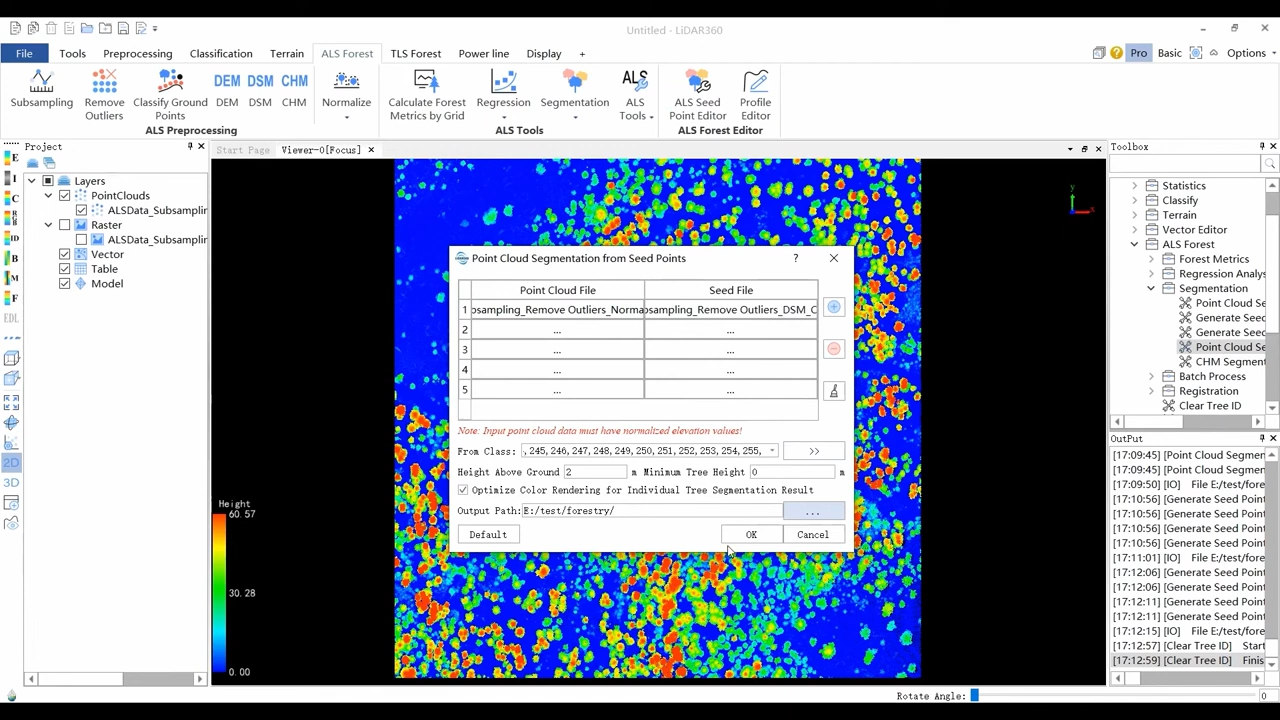 Untitled - LiDAR360
File Tools Preprocessing Classification Terrain ALS Forest TLS Forest Power line Display + Pro Basic Options
DEM DSM CHM ALS
Subsampling Remove Outliers Classify Ground Points DEM DSM CHM Normalize Calculate Forest Metrics by Grid Regression Segmentation ALS Tools ALS Seed Point Editor Profile Editor
ALS Preprocessing ALS Tools ALS Forest Editor
Project
Start Page Viewer-0[Focus]
Toolbox
Layers
PointClouds
ALSData_Subsamplin
Raster
ALSData_Subsamplin
Vector
Table
Model
E
I
C
ID
B
M
F
EDL
2D
3D
y
x
Height
60.57
30.28
0.00
Point Cloud Segmentation from Seed Points ?
Point Cloud File Seed File
1 osampling_Remove Outliers_Norma sampling_Remove Outliers_DSM_C
2 ... ...
3 ... ...
4 ... ...
5 ... ...
Note: Input point cloud data must have normalized elevation values!
From Class: ,245,246,247,248,249,250,251,252,253,254,255, >>
Height Above Ground 2 m Minimum Tree Height 0 m
Optimize Color Rendering for Individual Tree Segmentation Result
Output Path: E:/test/forestry/ ...
Default OK Cancel
Statistics
Classify
Terrain
Vector Editor
ALS Forest
Forest Metrics
Regression Analys
Segmentation
Point Cloud Se
Generate Seed
Generate Seed
Point Cloud Se
CHM Segment
Batch Process
Registration
Clear Tree ID
OutPut
[17:09:45] [Point Cloud Segmen
[17:09:45] [Point Cloud Segmen
[17:09:50] [IO] File E:/test/fore
[17:10:56] [Generate Seed Point
[17:10:56] [Generate Seed Point
[17:10:56] [Generate Seed Point
[17:10:56] [Generate Seed Point
[17:11:01] [IO] File E:/test/fore
[17:12:06] [Generate Seed Point
[17:12:06] [Generate Seed Point
[17:12:11] [Generate Seed Point
[17:12:11] [Generate Seed Point
[17:12:15] [IO] File E:/test/fore
[17:12:57] [Clear Tree ID] Start
[17:12:59] [Clear Tree ID] Finis
Rotate Angle: 0